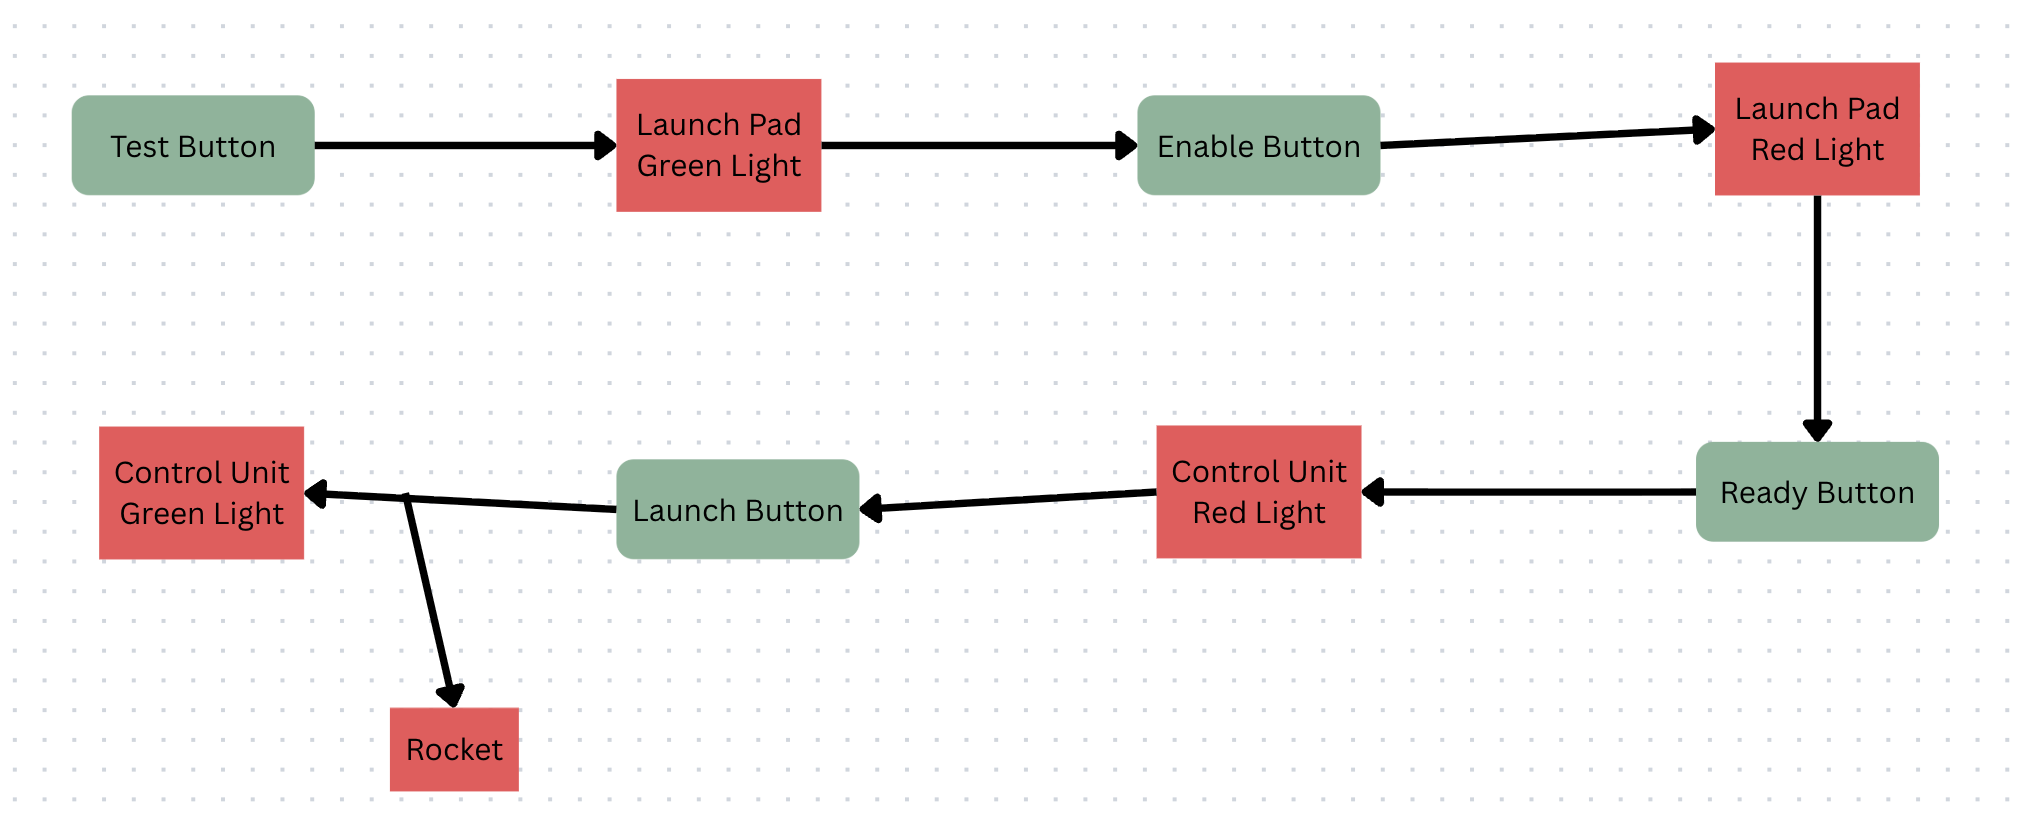 Test Button
Launch Pad
Green Light
Enable Button
Launch Pad
Red Light
Control Unit
Green Light
Launch Button
Control Unit
Red Light
Ready Button
Rocket